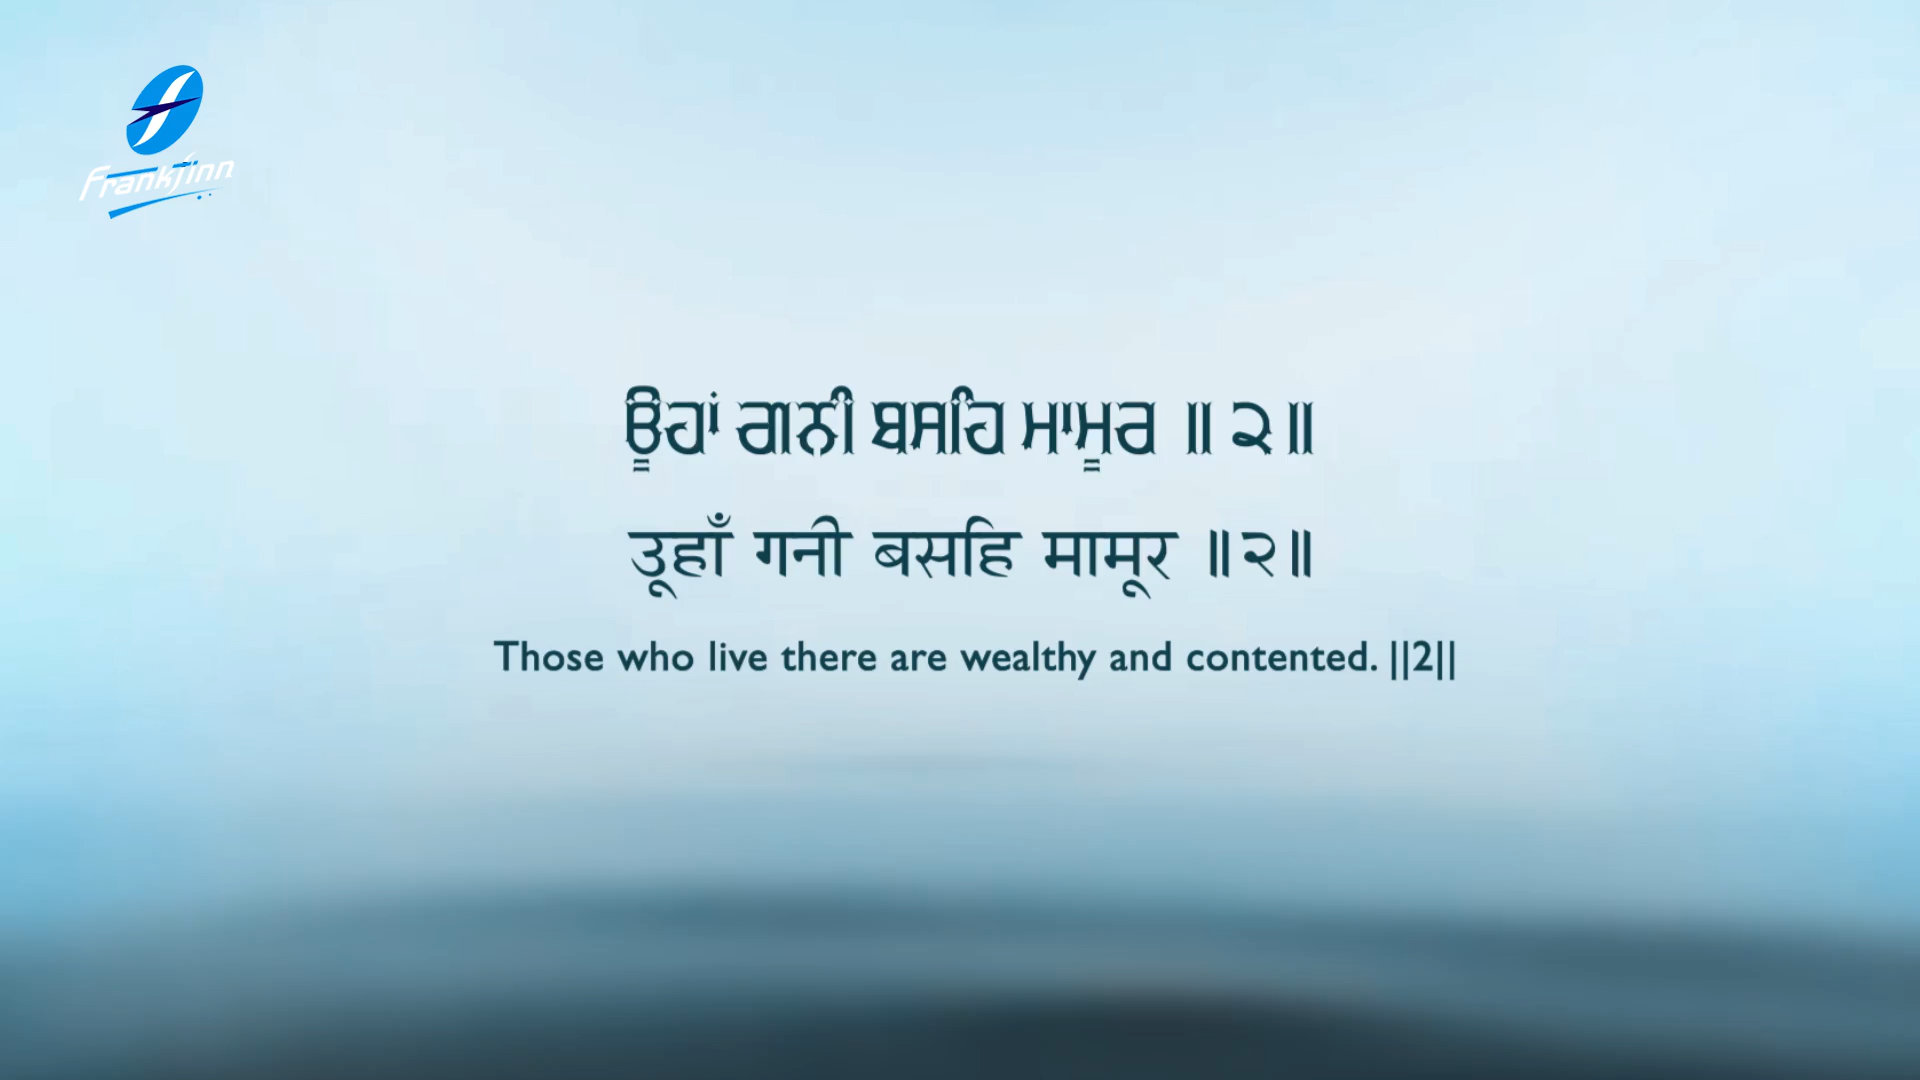 Frankfinn
ਊਹਾਂ ਗਨੀ ਬਸਹਿ ਮਾਮੂਰ ॥੨॥
ऊहाँ गनी बसहि मामूर ॥२॥
Those who live there are wealthy and contented. ||2||